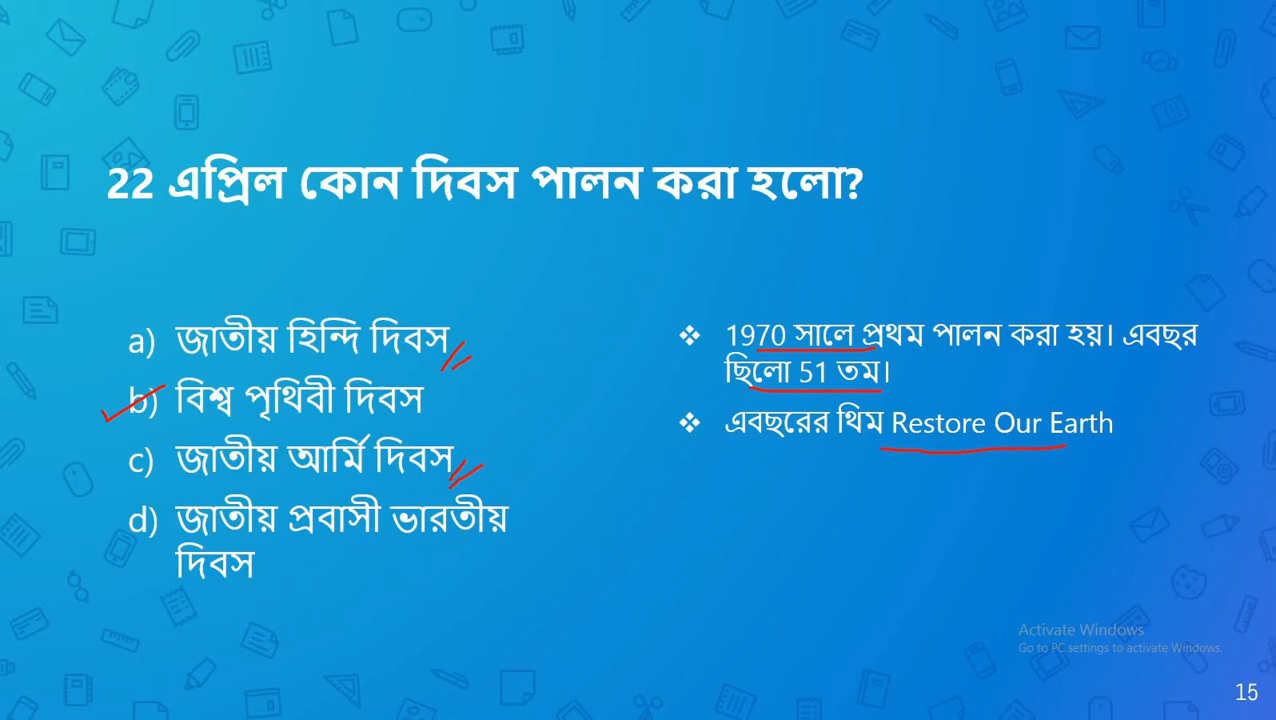 22 এপ্রিল কোন দিবস পালন করা হলো?
a) জাতীয় হিন্দি দিবস
b) বিশ্ব পৃথিবী দিবস
c) জাতীয় আর্মি দিবস
d) জাতীয় প্রবাসী ভারতীয়
দিবস
❖ 1970 সালে প্রথম পালন করা হয়। এবছর
ছিলো 51 তম।
❖ এবছরের থিম Restore Our Earth
Activate Windows
Go to PC settings to activate Windows.
15